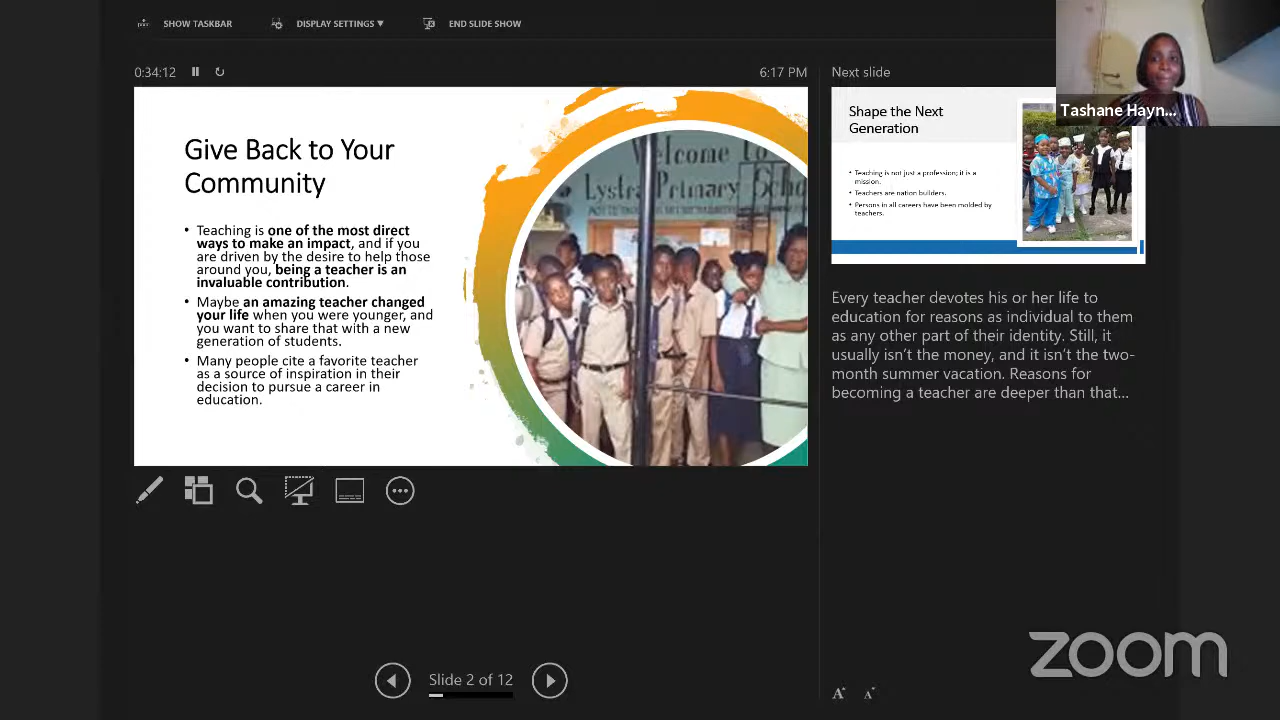 SHOW TASKBAR
DISPLAY SETTINGS ▼
END SLIDE SHOW
0:34:12
6:17 PM
Give Back to Your
Community
• Teaching is one of the most direct
ways to make an impact, and if you
are driven by the desire to help those
around you, being a teacher is an
invaluable contribution.
• Maybe an amazing teacher changed
your life when you were younger, and
you want to share that with a new
generation of students.
• Many people cite a favorite teacher
as a source of inspiration in their
decision to pursue a career in
education.
Welcome To
Lystra Primary Scho
Next slide
Shape the Next
Generation
• Teaching is not just a profession; it is a
mission.
• Teachers are nation builders.
• Persons in all careers have been molded by
teachers.
Tashane Hayn...
Every teacher devotes his or her life to
education for reasons as individual to them
as any other part of their identity. Still, it
usually isn't the money, and it isn't the two-
month summer vacation. Reasons for
becoming a teacher are deeper than that...
Slide 2 of 12
A
A
zoom